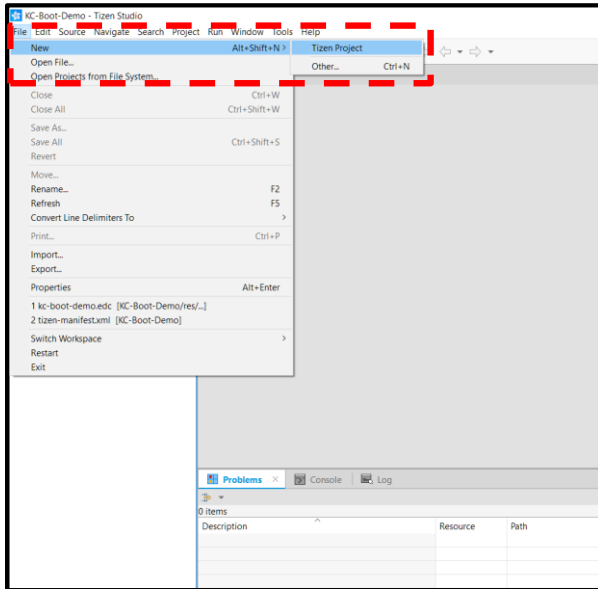 KC-Boot-Demo - Tizen Studio
File Edit Source Navigate Search Project Run Window Tools Help
New Alt+Shift+N > Tizen Project
Open File...
Other... Ctrl+N
Open Projects from File System...
Close Ctrl+W
Close All Ctrl+Shift+W
Save As...
Save All Ctrl+Shift+S
Revert
Move...
Rename... F2
Refresh F5
Convert Line Delimiters To >
Print... Ctrl+P
Import...
Export...
Properties Alt+Enter
1 kc-boot-demo.edc [KC-Boot-Demo/res/...]
2 tizen-manifest.xml [KC-Boot-Demo]
Switch Workspace >
Restart
Exit
Problems × Console Log
0 items
Description Resource Path